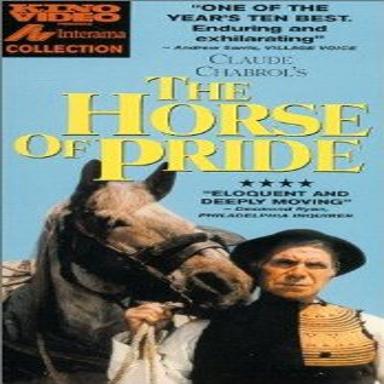 KINO VIDEO
PRESENTS
Interama
COLLECTION
"ONE OF THE
YEAR'S TEN BEST.
Enduring and
exhilarating"
– Andrew Sarris, VILLAGE VOICE
CLAUDE
CHABROL'S
THE
HORSE
OF PRIDE
★★★★
"ELOQUENT AND
DEEPLY MOVING"
– Desmond Ryan,
PHILADELPHIA INQUIRER